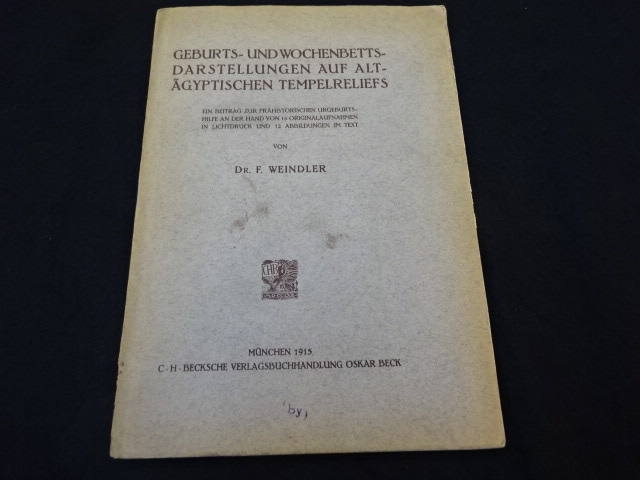 GEBURTS- UND WOCHENBETTS-
DARSTELLUNGEN AUF ALT-
ÄGYPTISCHEN TEMPELRELIEFS
EIN BEITRAG ZUR PRÄHISTORISCHEN URGEBURTS-
HILFE AN DER HAND VON ORIGINALAUFNAHMEN
IN LICHTDRUCK UND 12 ABBILDUNGEN IM TEXT
VON
DR. F. WEINDLER
CHB
MÜNCHEN 1915
C · H · BECKSCHE VERLAGSBUCHHANDLUNG OSKAR BECK